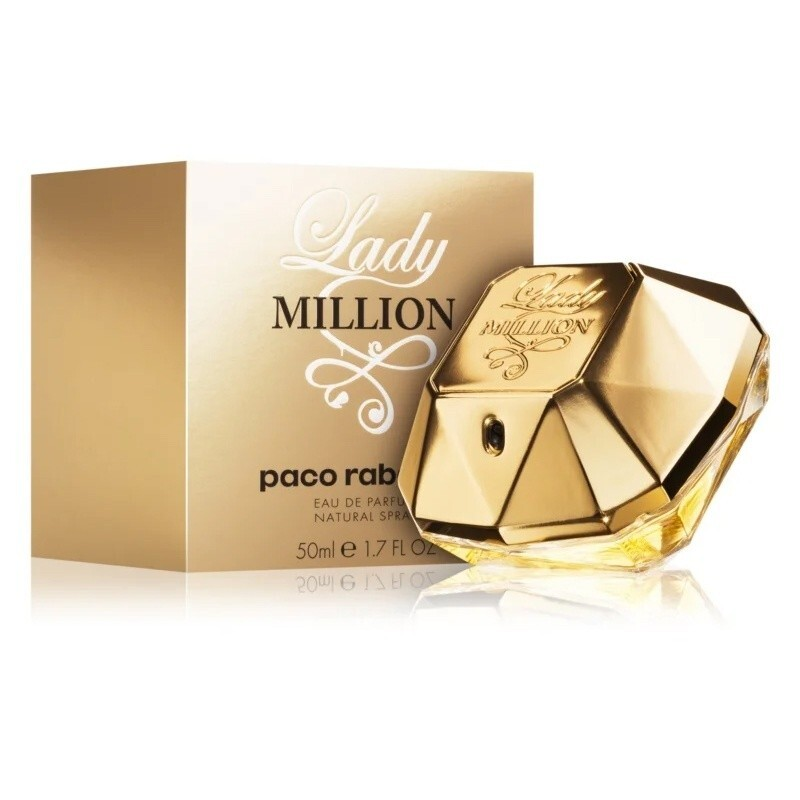 Lady
MILLION
paco rab
EAU DE PARFU
NATURAL SPRA
50ml e 1.7 FL OZ
Lady
MILLION